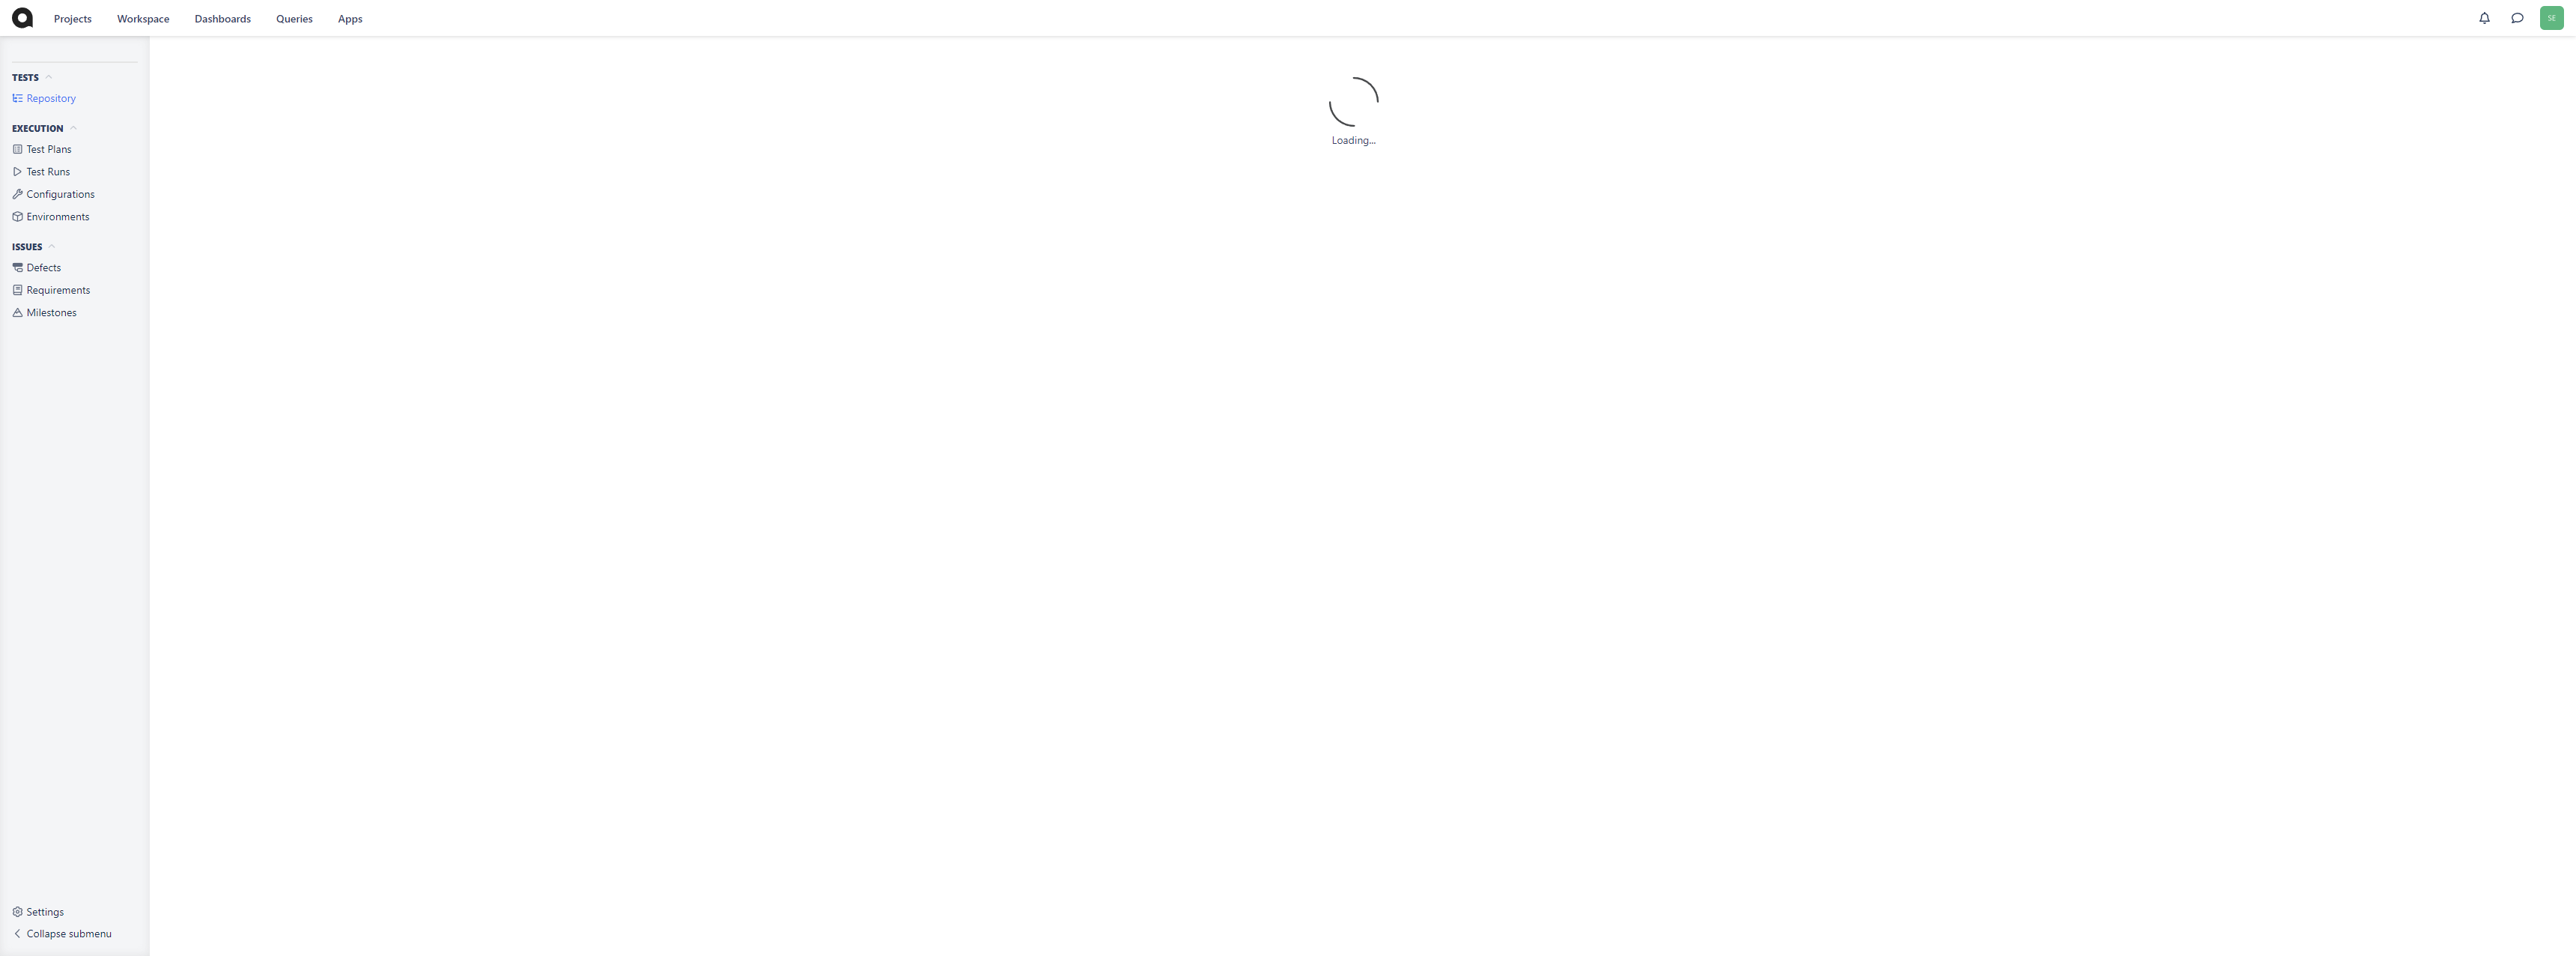 Projects Workspace Dashboards Queries Apps SE
TESTS
Repository
EXECUTION
Test Plans
Test Runs
Configurations
Environments
ISSUES
Defects
Requirements
Milestones
Settings
Collapse submenu
Loading...